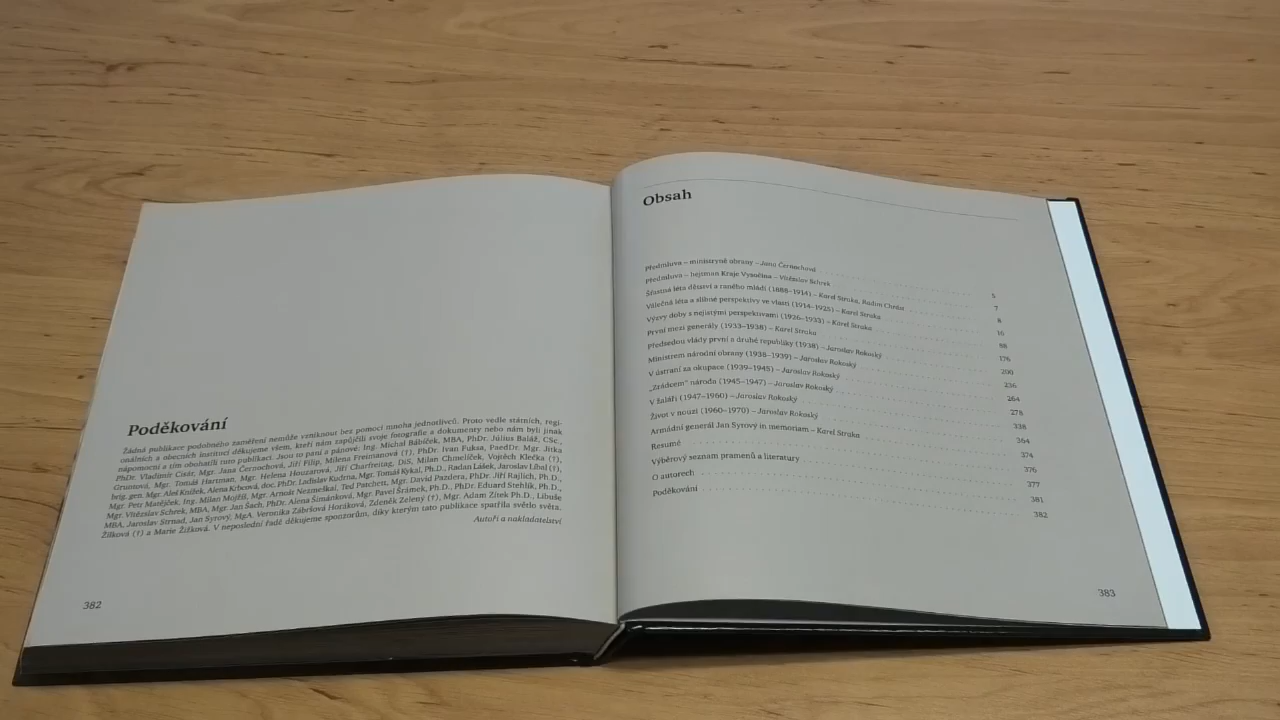 Poděkování
Žádná publikace podobného zaměření nemůže vzniknout bez pomoci mnoha jednotlivců. Proto vedle státních, regi-
onálních a obecních institucí děkujeme všem, kteří nám zapůjčili svoje fotografie a dokumenty nebo nám byli jinak
nápomocni a tím obohatili tuto publikaci. Jsou to paní a pánové: Ing. Michal Babíček, MBA, PhDr. Július Baláž, CSc.,
PhDr. Vladimír Císař, Mgr. Jana Černochová, Jiří Filip, Milena Freimanová (†), PhDr. Ivan Fuksa, PaedDr. Mgr. Jitka
Gruntová, Mgr. Tomáš Hartman, Mgr. Helena Houzarová, Jiří Charfreitag, DiS, Milan Chmelíček, Vojtěch Klečka (†),
brig. gen. Mgr. Aleš Knížek, Alena Krbcová, doc. PhDr. Ladislav Kudrna, Mgr. Tomáš Kykal, Ph.D., Radan Lášek, Jaroslav Líbal (†),
Mgr. Petr Matějček, Ing. Milan Mojžíš, Mgr. Arnošt Nezmeškal, Ted Patchett, Mgr. David Pazdera, PhDr. Jiří Rajlich, Ph.D.,
Mgr. Vítězslav Schrek, MBA, Mgr. Jan Šach, PhDr. Alena Šimánková, Mgr. Pavel Šrámek, Ph.D., PhDr. Eduard Stehlík, Ph.D.,
MBA, Jaroslav Strnad, Jan Syrový, MgA. Veronika Zábršová Horáková, Zdeněk Zelený (†), Mgr. Adam Zítek Ph.D., Libuše
Žilková (†) a Marie Žižková. V neposlední řadě děkujeme sponzorům, díky kterým tato publikace spatřila světlo světa.
Autoři a nakladatelství
382
Obsah
Předmluva – ministryně obrany – Jana Černochová 5
Předmluva – hejtman Kraje Vysočina – Vítězslav Schrek 7
Šťastná léta dětství a raného mládí (1888–1914) – Karel Straka, Radan Chrást 8
Válečná léta a slibné perspektivy ve vlasti (1914–1925) – Karel Straka 16
Výzvy doby s nejistými perspektivami (1926–1933) – Karel Straka 88
První mezi generály (1933–1938) – Karel Straka 176
Předsedou vlády první a druhé republiky (1938) – Jaroslav Rokoský 200
Ministrem národní obrany (1938–1939) – Jaroslav Rokoský 236
V ústraní za okupace (1939–1945) – Jaroslav Rokoský 264
„Zrádcem“ národa (1945–1947) – Jaroslav Rokoský 278
V žaláři (1947–1960) – Jaroslav Rokoský 338
Život v nouzi (1960–1970) – Jaroslav Rokoský 364
Armádní generál Jan Syrový in memoriam – Karel Straka 374
Resumé 376
Výběrový seznam pramenů a literatury 377
O autorech 381
Poděkování 382
383